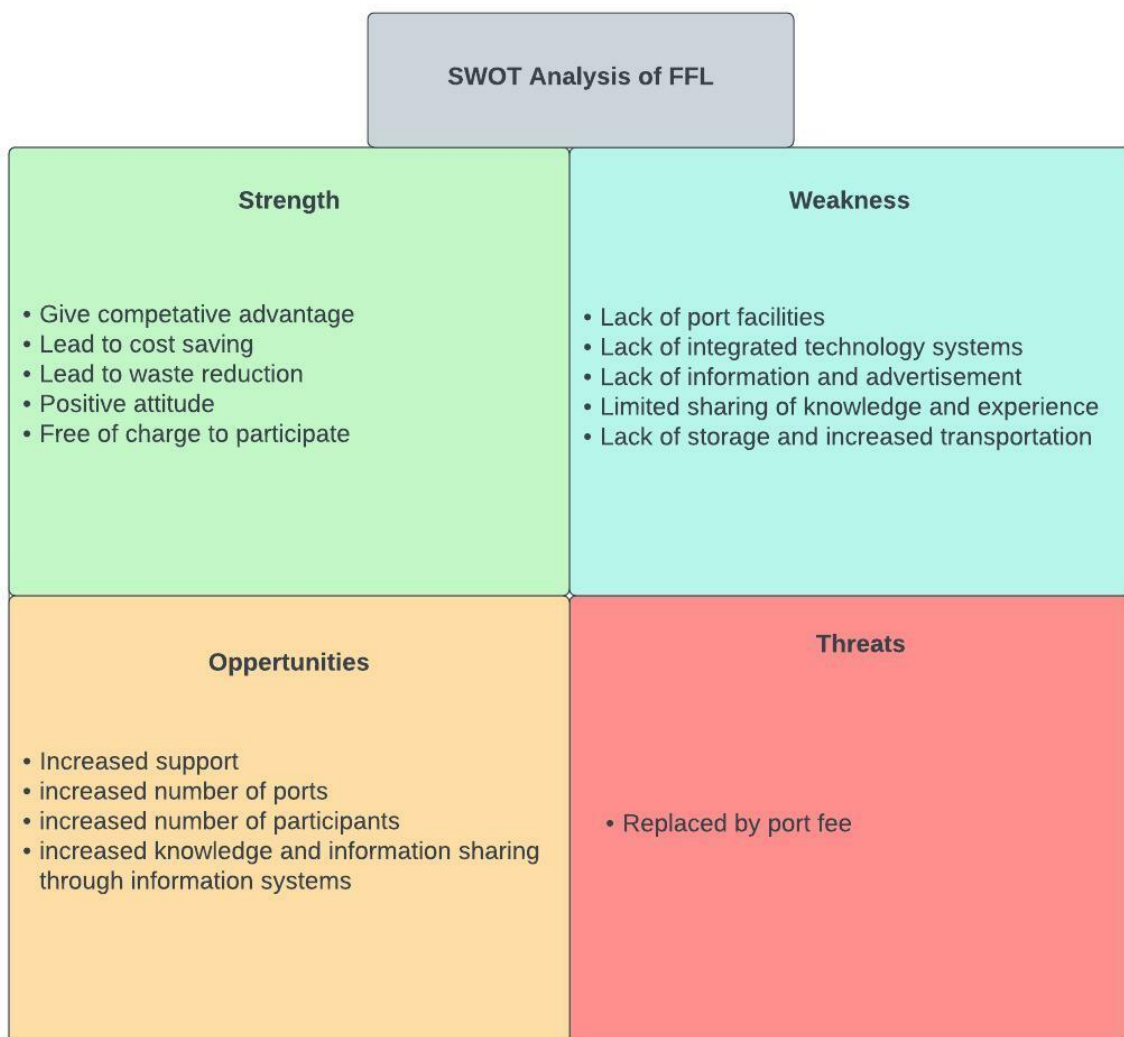 SWOT Analysis of FFL
Strength
• Give competative advantage
• Lead to cost saving
• Lead to waste reduction
• Positive attitude
• Free of charge to participate
Weakness
• Lack of port facilities
• Lack of integrated technology systems
• Lack of information and advertisement
• Limited sharing of knowledge and experience
• Lack of storage and increased transportation
Oppertunities
• Increased support
• increased number of ports
• increased number of participants
• increased knowledge and information sharing
through information systems
Threats
• Replaced by port fee